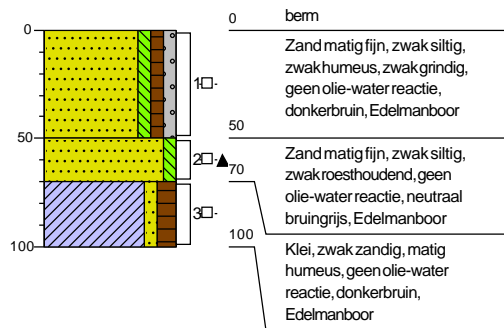 0
0
berm
Zand matig fijn, zwak siltig,
zwak humeus, zwak grindig,
geen olie-water reactie,
donkerbruin, Edelmanboor
1
50
50
Zand matig fijn, zwak siltig,
zwak roesthoudend, geen
olie-water reactie, neutraal
bruingrijs, Edelmanboor
2
70
3
100
100
Klei, zwak zandig, matig
humeus, geen olie-water
reactie, donkerbruin,
Edelmanboor